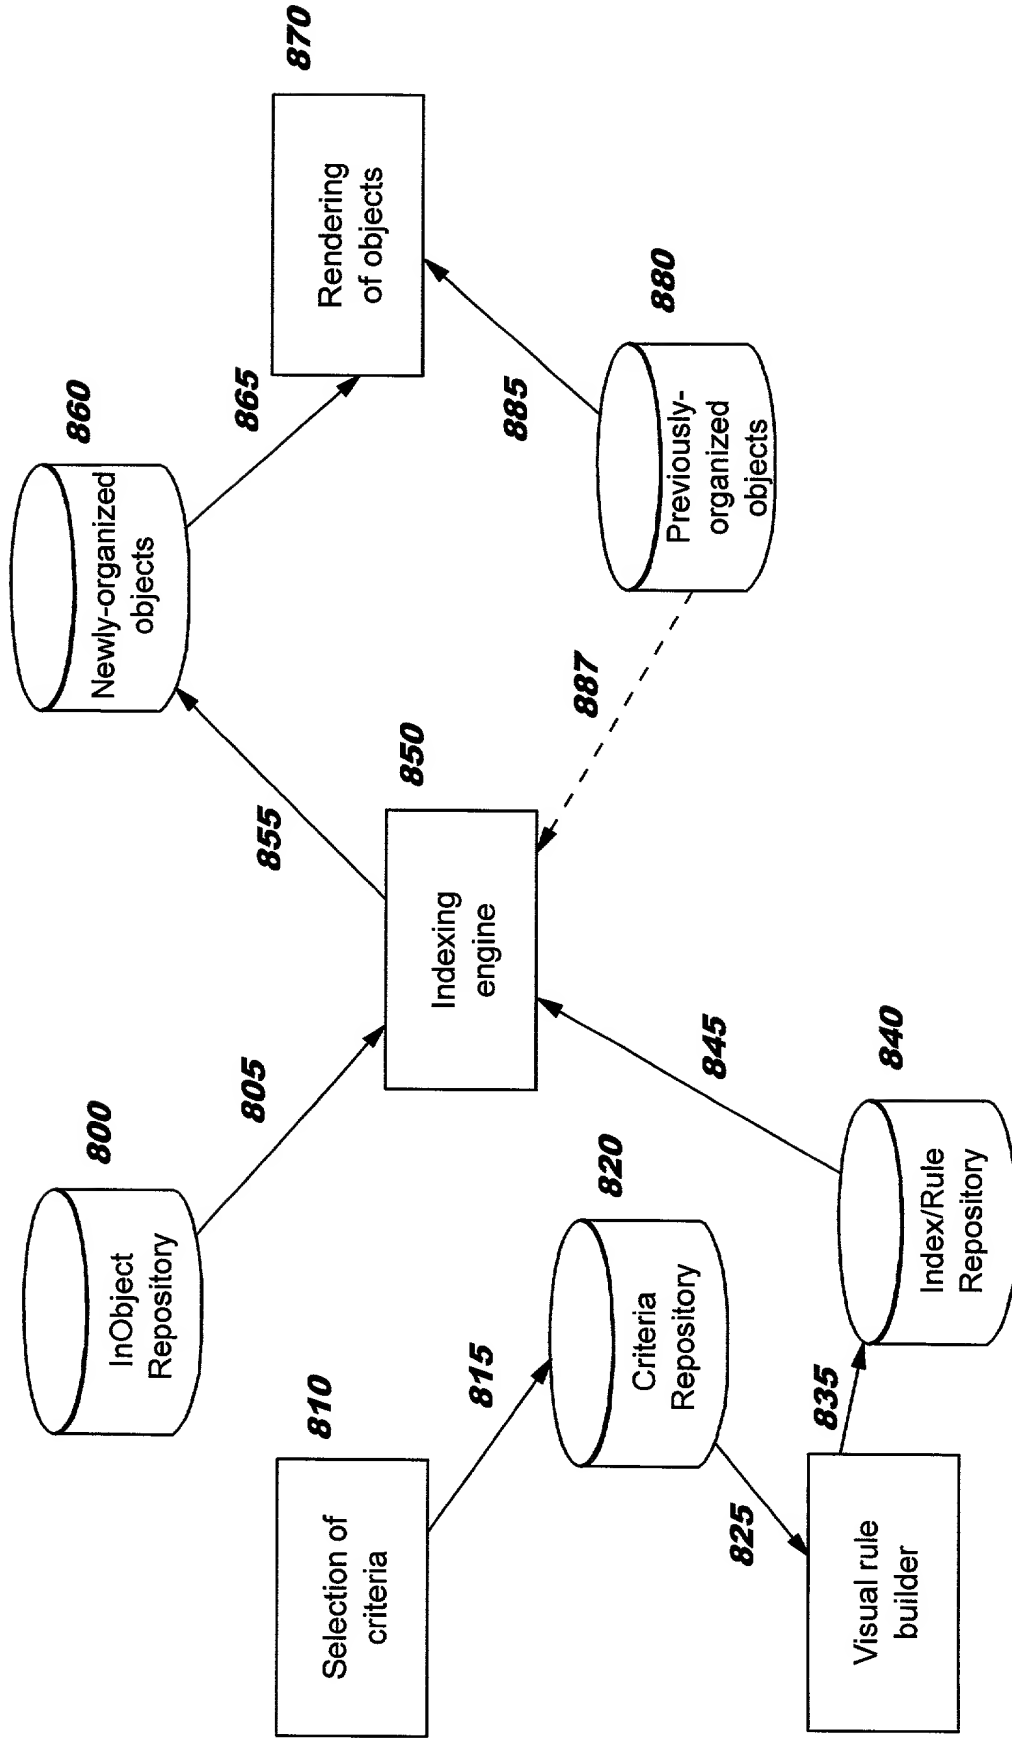 InObject
Repository
800
805
Selection of
criteria
810
815
Criteria
Repository
820
825
Visual rule
builder
835
Index/Rule
Repository
840
845
Indexing
engine
850
855
Newly-organized
objects
860
865
Rendering
of objects
870
Previously-
organized
objects
880
885
887